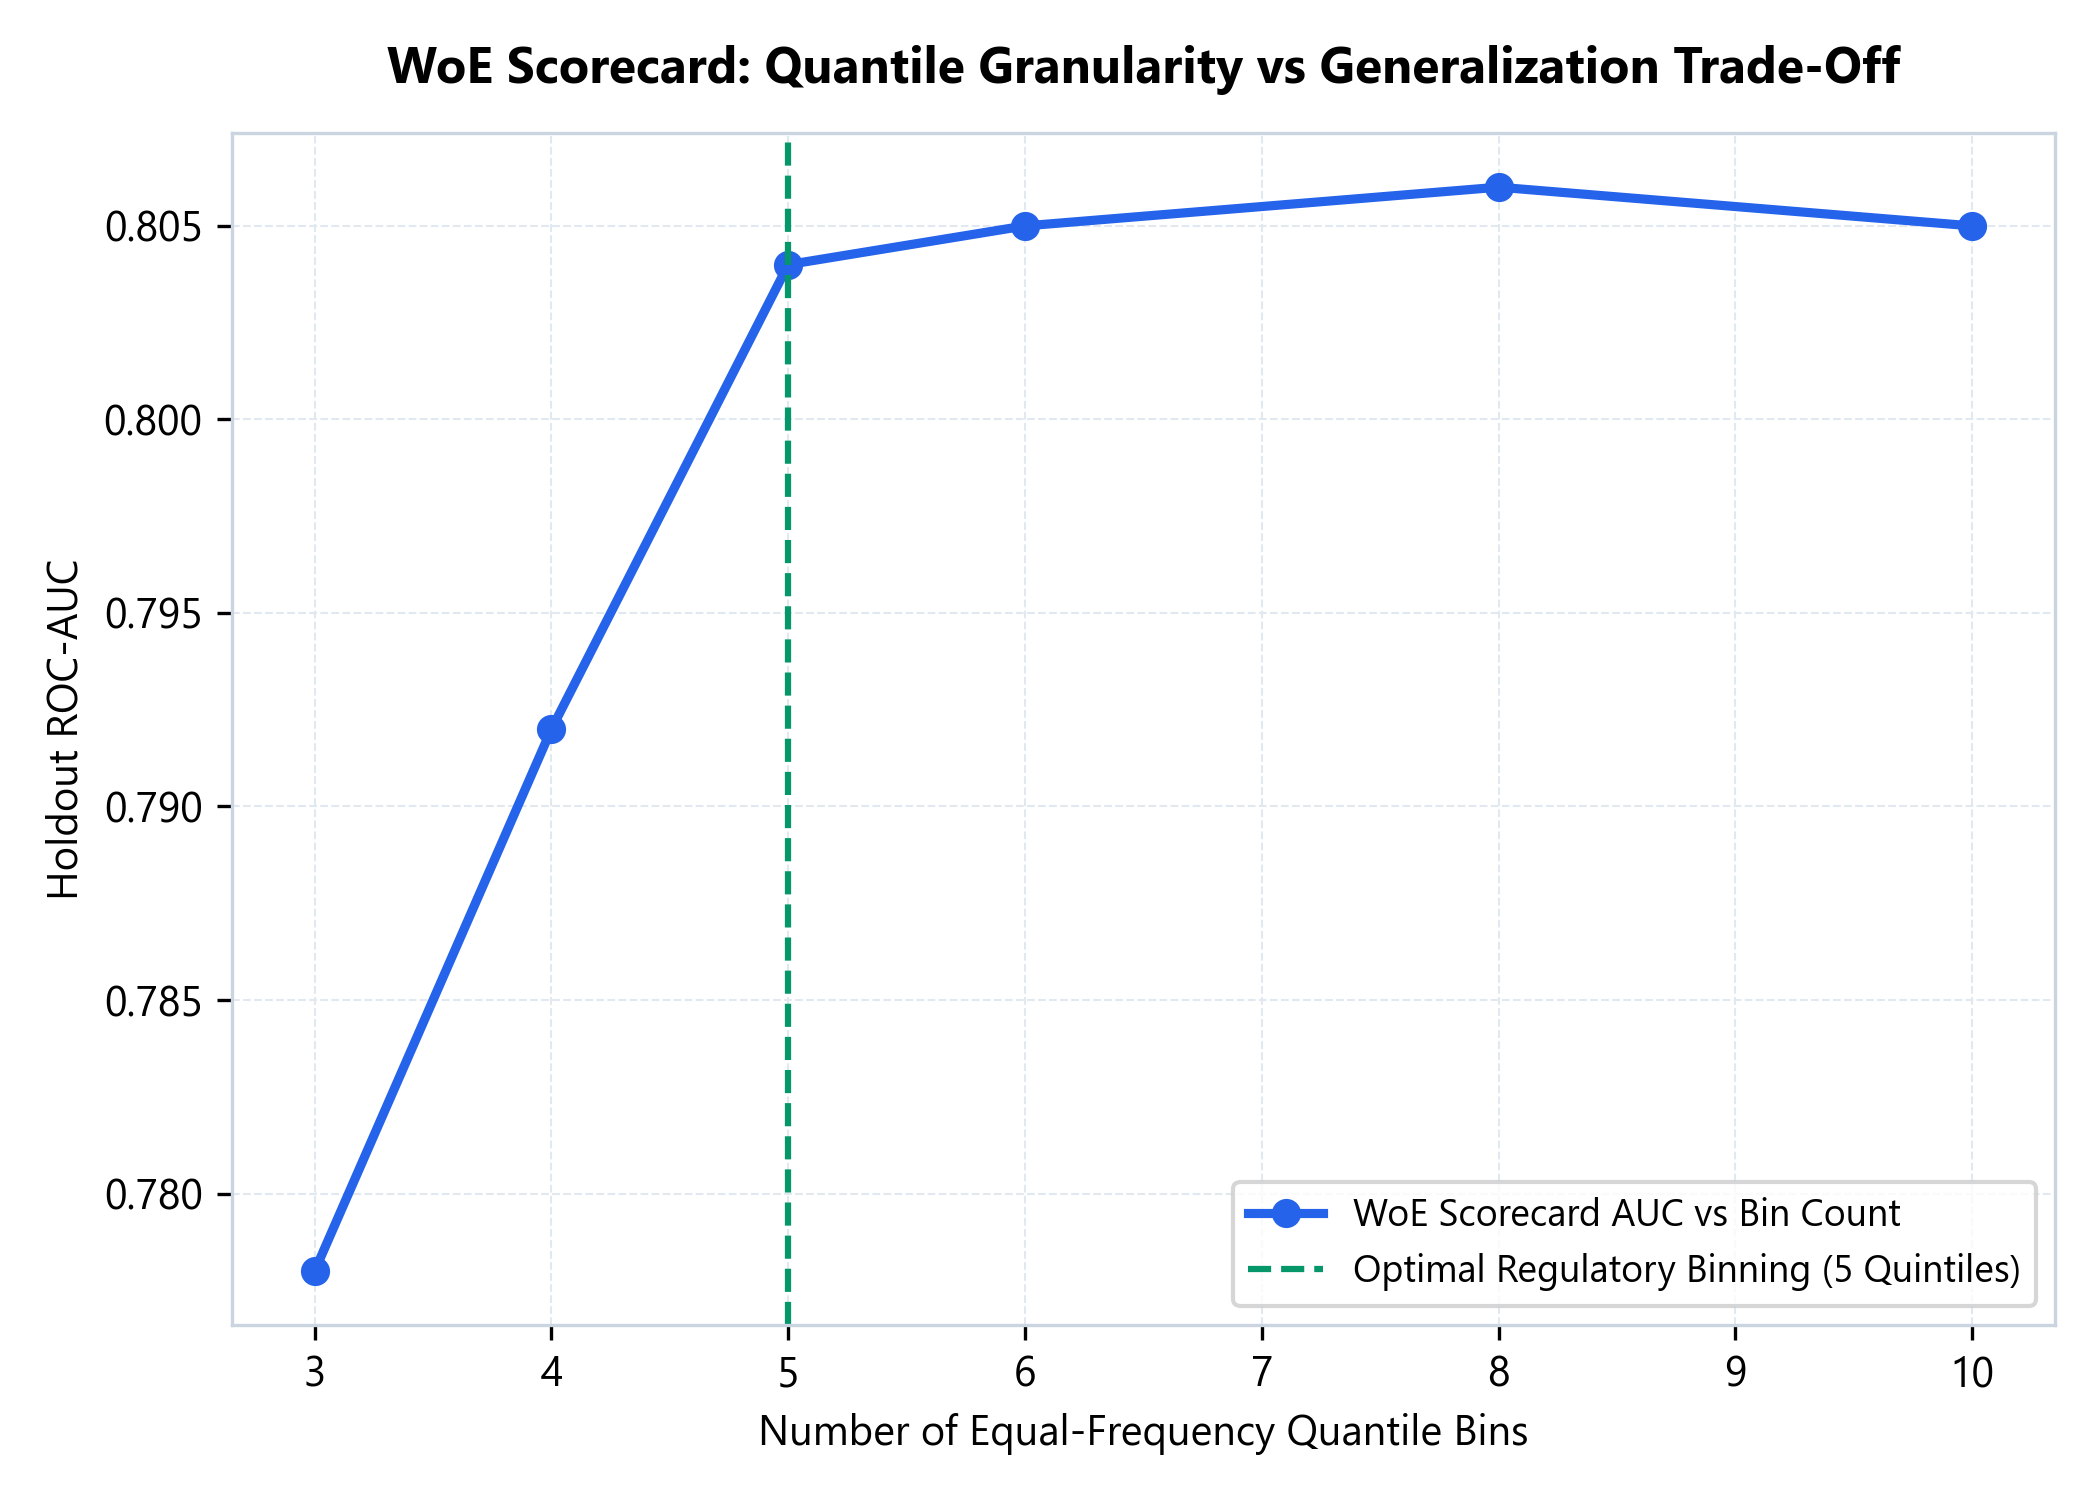 WoE Scorecard: Quantile Granularity vs Generalization Trade-Off
0.805
0.800
0.795
0.790
0.785
0.780
Holdout ROC-AUC
WoE Scorecard AUC vs Bin Count
Optimal Regulatory Binning (5 Quintiles)
3 4 5 6 7 8 9 10
Number of Equal-Frequency Quantile Bins